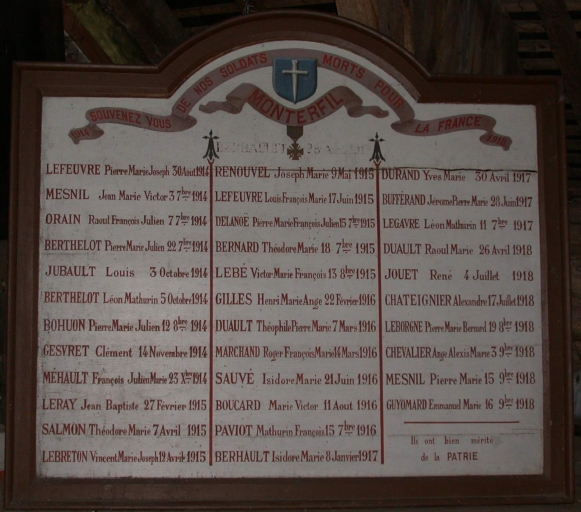 1914 SOUVENEZ VOUS DE NOS SOLDATS MORTS POUR LA FRANCE 1918
MONTERFIL
LEFEUVRE Pierre Marie Joseph 30 Aout 1914
MESNIL Jean Marie Victor 3 7bre 1914
ORAIN Raoul François Julien 7 7bre 1914
BERTHELOT Pierre Marie Julien 22 7bre 1914
JUBAULT Louis 3 Octobre 1914
BERTHELOT Léon Mathurin 5 Octobre 1914
BOHUON Pierre Marie Julien 12 8bre 1914
GESVRET Clément 14 Novembre 1914
MÉHAULT François Julien Marie 23 Xbre 1914
LERAY Jean Baptiste 27 Février 1915
SALMON Théodore Marie 7 Avril 1915
LEBRETON Vincent Marie Joseph 12 Avril 1915
RENOUVEL Joseph Marie 9 Mai 1915
LEFEUVRE Louis François Marie 17 Juin 1915
DELANOË Pierre Marie François Julien 15 7bre 1915
BERNARD Théodore Marie 18 7bre 1915
LEBÉ Victor Marie François 13 8bre 1915
GILLES Henri Marie Ange 22 Février 1916
DUAULT Théophile Pierre Marie 7 Mars 1916
MARCHAND Roger François Marie 14 Mars 1916
SAUVÉ Isidore Marie 21 Juin 1916
BOUCARD Marie Victor 11 Aout 1916
PAVIOT Mathurin François 15 7bre 1916
BERHAULT Isidore Marie 8 Janvier 1917
DURAND Yves Marie 30 Avril 1917
BUFFÉRAND Jérôme Pierre Marie 28 Juin 1917
LEGAVRE Léon Mathurin 11 7bre 1917
DUAULT Raoul Marie 26 Avril 1918
JOUET René 4 Juillet 1918
CHATEIGNIER Alexandre 17 Juillet 1918
LEBORGNE Pierre Marie Bernard 19 8bre 1918
CHEVALIER Ange Alexis Marie 3 9bre 1918
MESNIL Pierre Marie 15 9bre 1918
GUYOMARD Emmanuel Marie 16 9bre 1918
Ils ont bien mérité
de la PATRIE